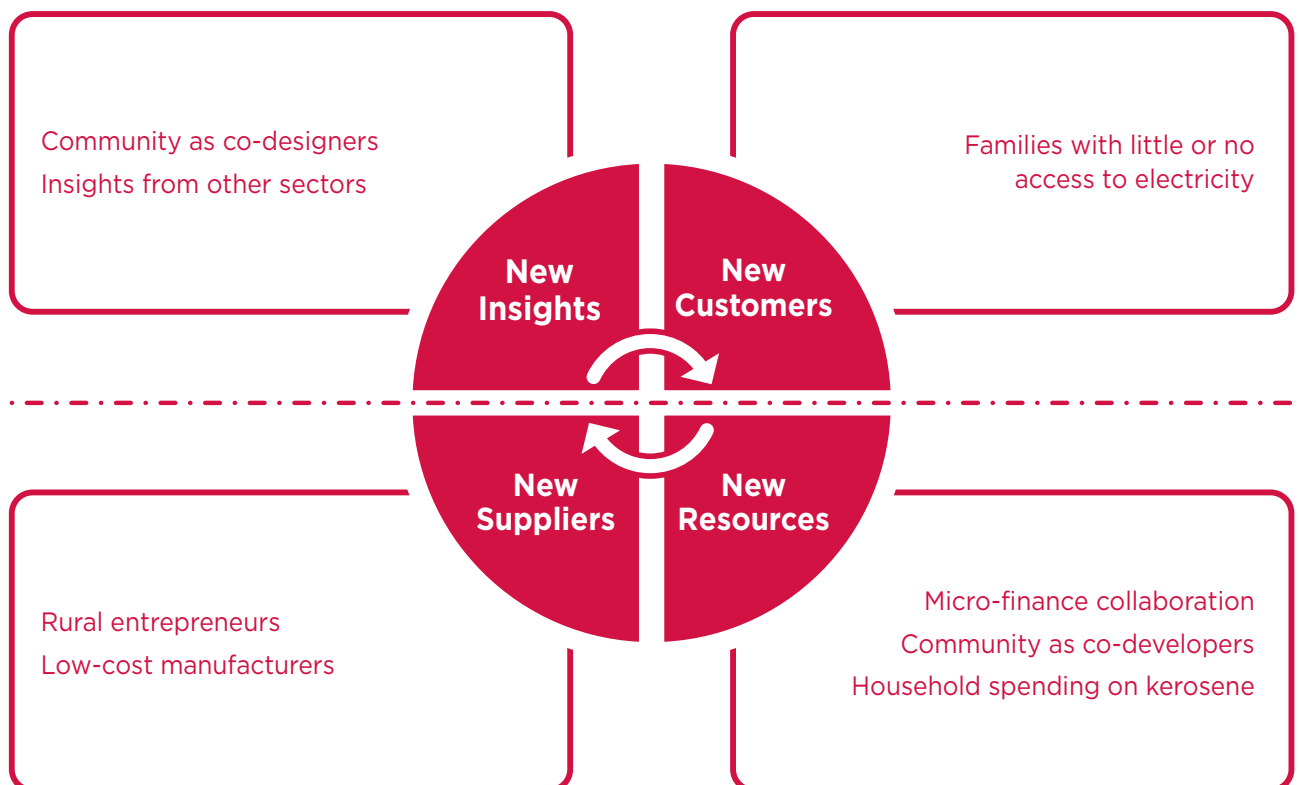 Community as co-designers
Insights from other sectors
Families with little or no
access to electricity
New
Insights
New
Customers
New
Suppliers
New
Resources
Rural entrepreneurs
Low-cost manufacturers
Micro-finance collaboration
Community as co-developers
Household spending on kerosene